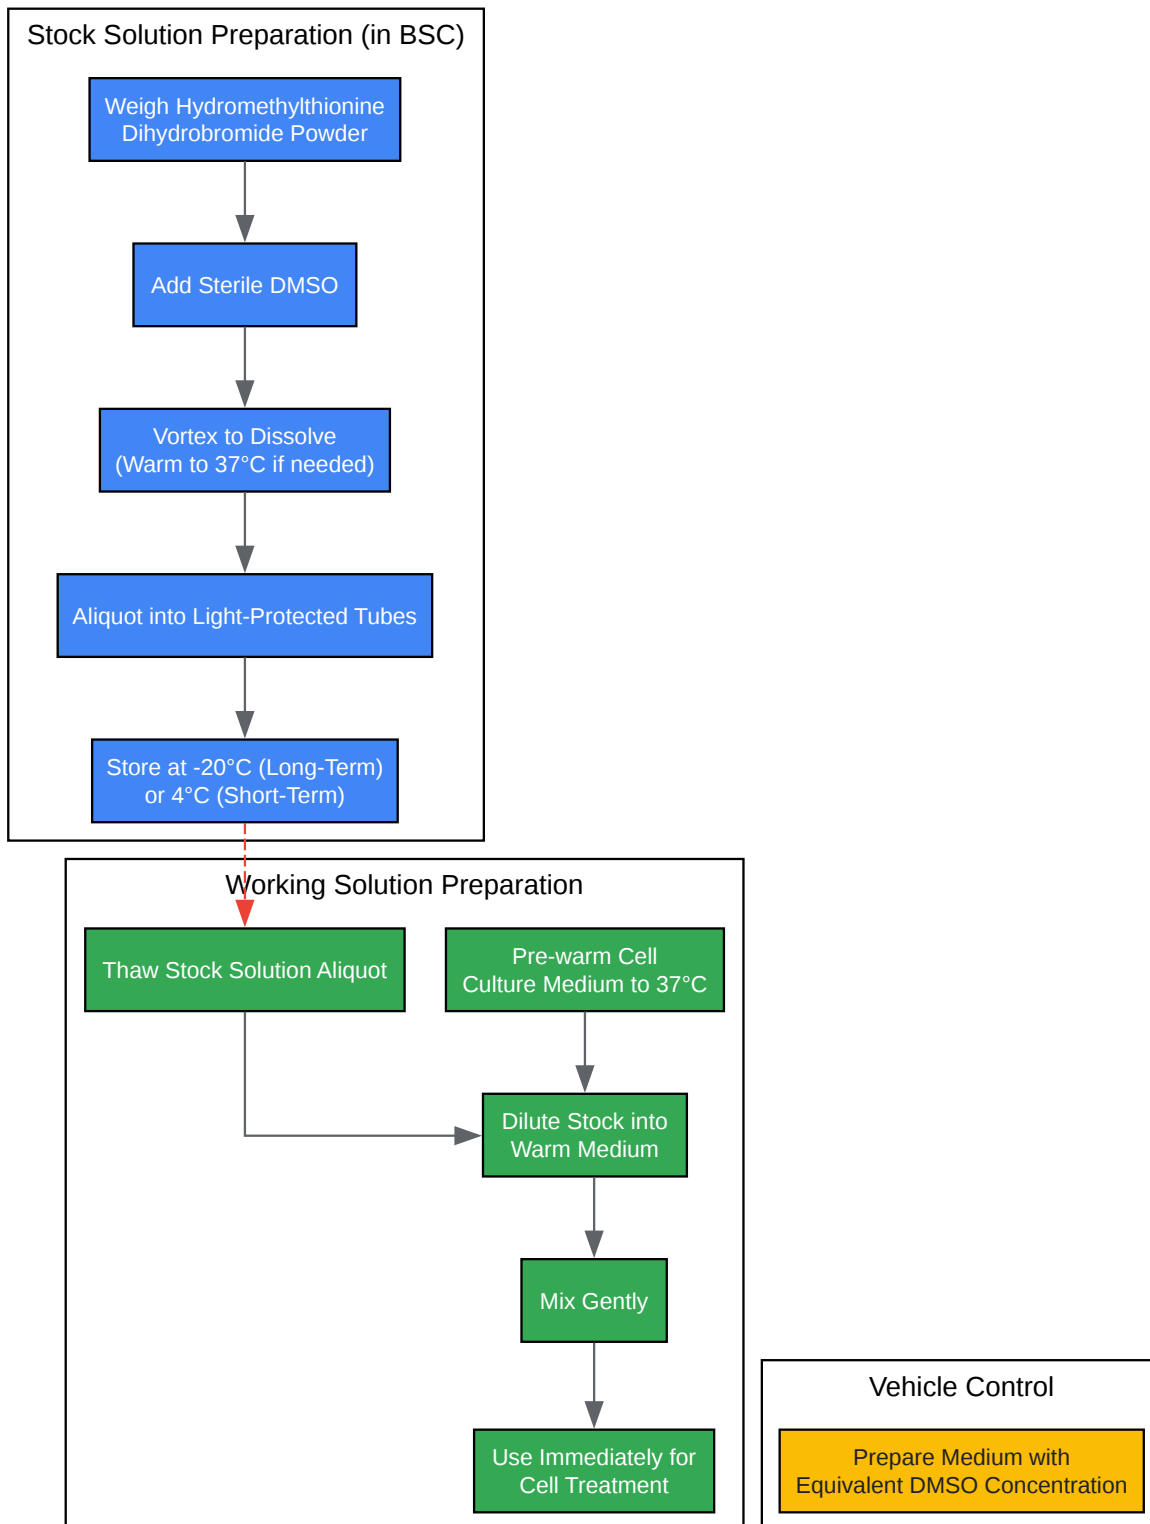 Stock Solution Preparation (in BSC)
Weigh Hydromethylthionine
Dihydrobromide Powder
Add Sterile DMSO
Vortex to Dissolve
(Warm to 37°C if needed)
Aliquot into Light-Protected Tubes
Store at -20°C (Long-Term)
or 4°C (Short-Term)
Working Solution Preparation
Thaw Stock Solution Aliquot
Pre-warm Cell
Culture Medium to 37°C
Dilute Stock into
Warm Medium
Mix Gently
Use Immediately for
Cell Treatment
Vehicle Control
Prepare Medium with
Equivalent DMSO Concentration